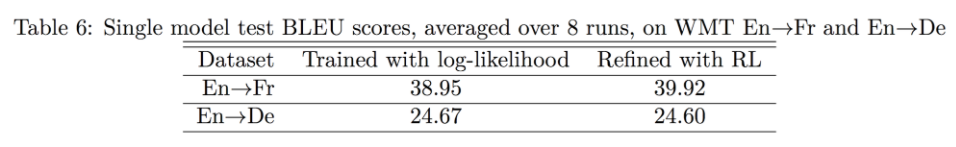 Table 6: Single model test BLEU scores, averaged over 8 runs, on WMT En→Fr and En→De
Dataset Trained with log-likelihood Refined with RL
En→Fr 38.95 39.92
En→De 24.67 24.60